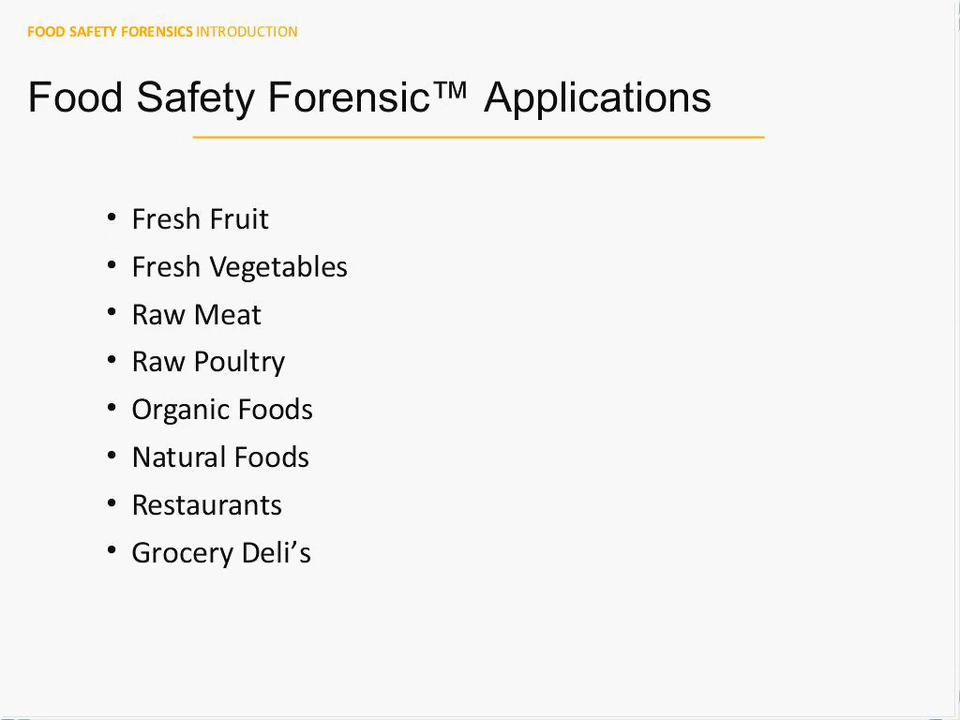 FOOD SAFETY FORENSICS INTRODUCTION
Food Safety Forensic™ Applications
• Fresh Fruit
• Fresh Vegetables
• Raw Meat
• Raw Poultry
• Organic Foods
• Natural Foods
• Restaurants
• Grocery Deli’s